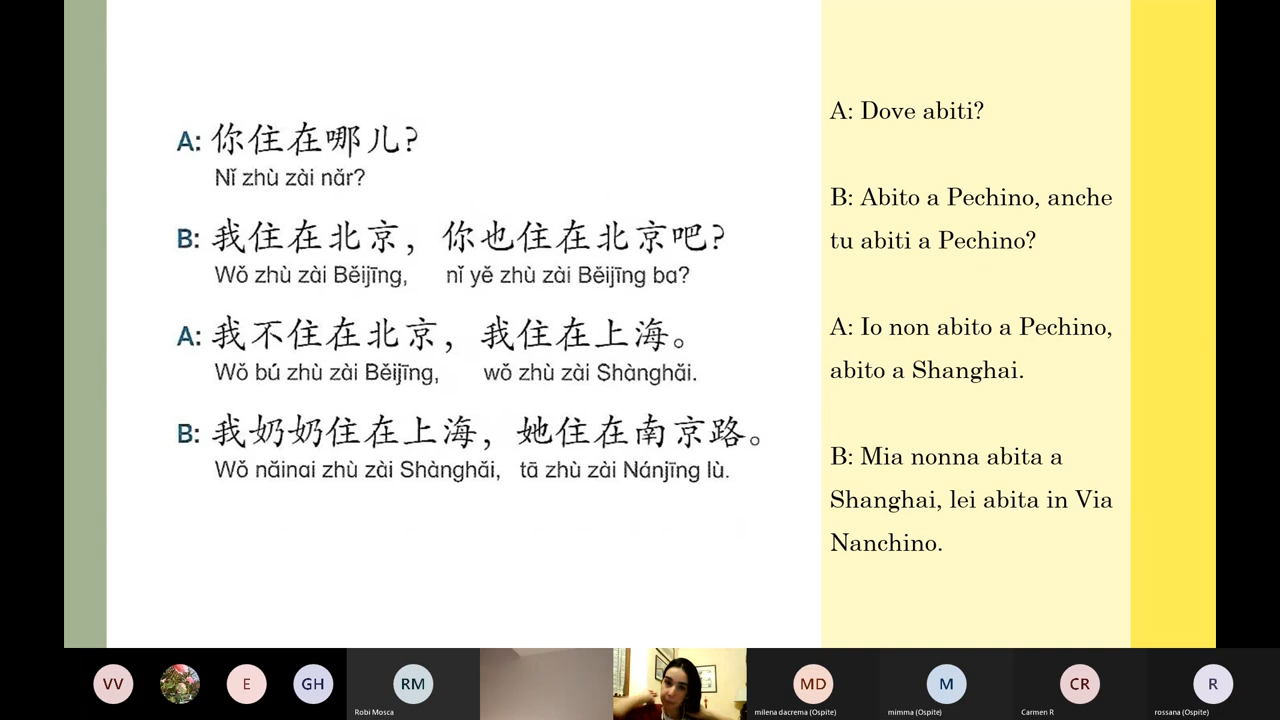 A: 你住在哪儿?
Nǐ zhù zài nǎr?
B: 我住在北京，你也住在北京吧?
Wǒ zhù zài Běijīng, nǐ yě zhù zài Běijīng ba?
A: 我不住在北京，我住在上海。
Wǒ bú zhù zài Běijīng, wǒ zhù zài Shànghǎi.
B: 我奶奶住在上海，她住在南京路。
Wǒ nǎinai zhù zài Shànghǎi, tā zhù zài Nánjīng lù.
A: Dove abiti?
B: Abito a Pechino, anche
tu abiti a Pechino?
A: Io non abito a Pechino,
abito a Shanghai.
B: Mia nonna abita a
Shanghai, lei abita in Via
Nanchino.
VV
E
GH
RM
Robi Mosca
MD
milena dacrema (Ospite)
M
mimma (Ospite)
CR
Carmen R
R
rossana (Ospite)